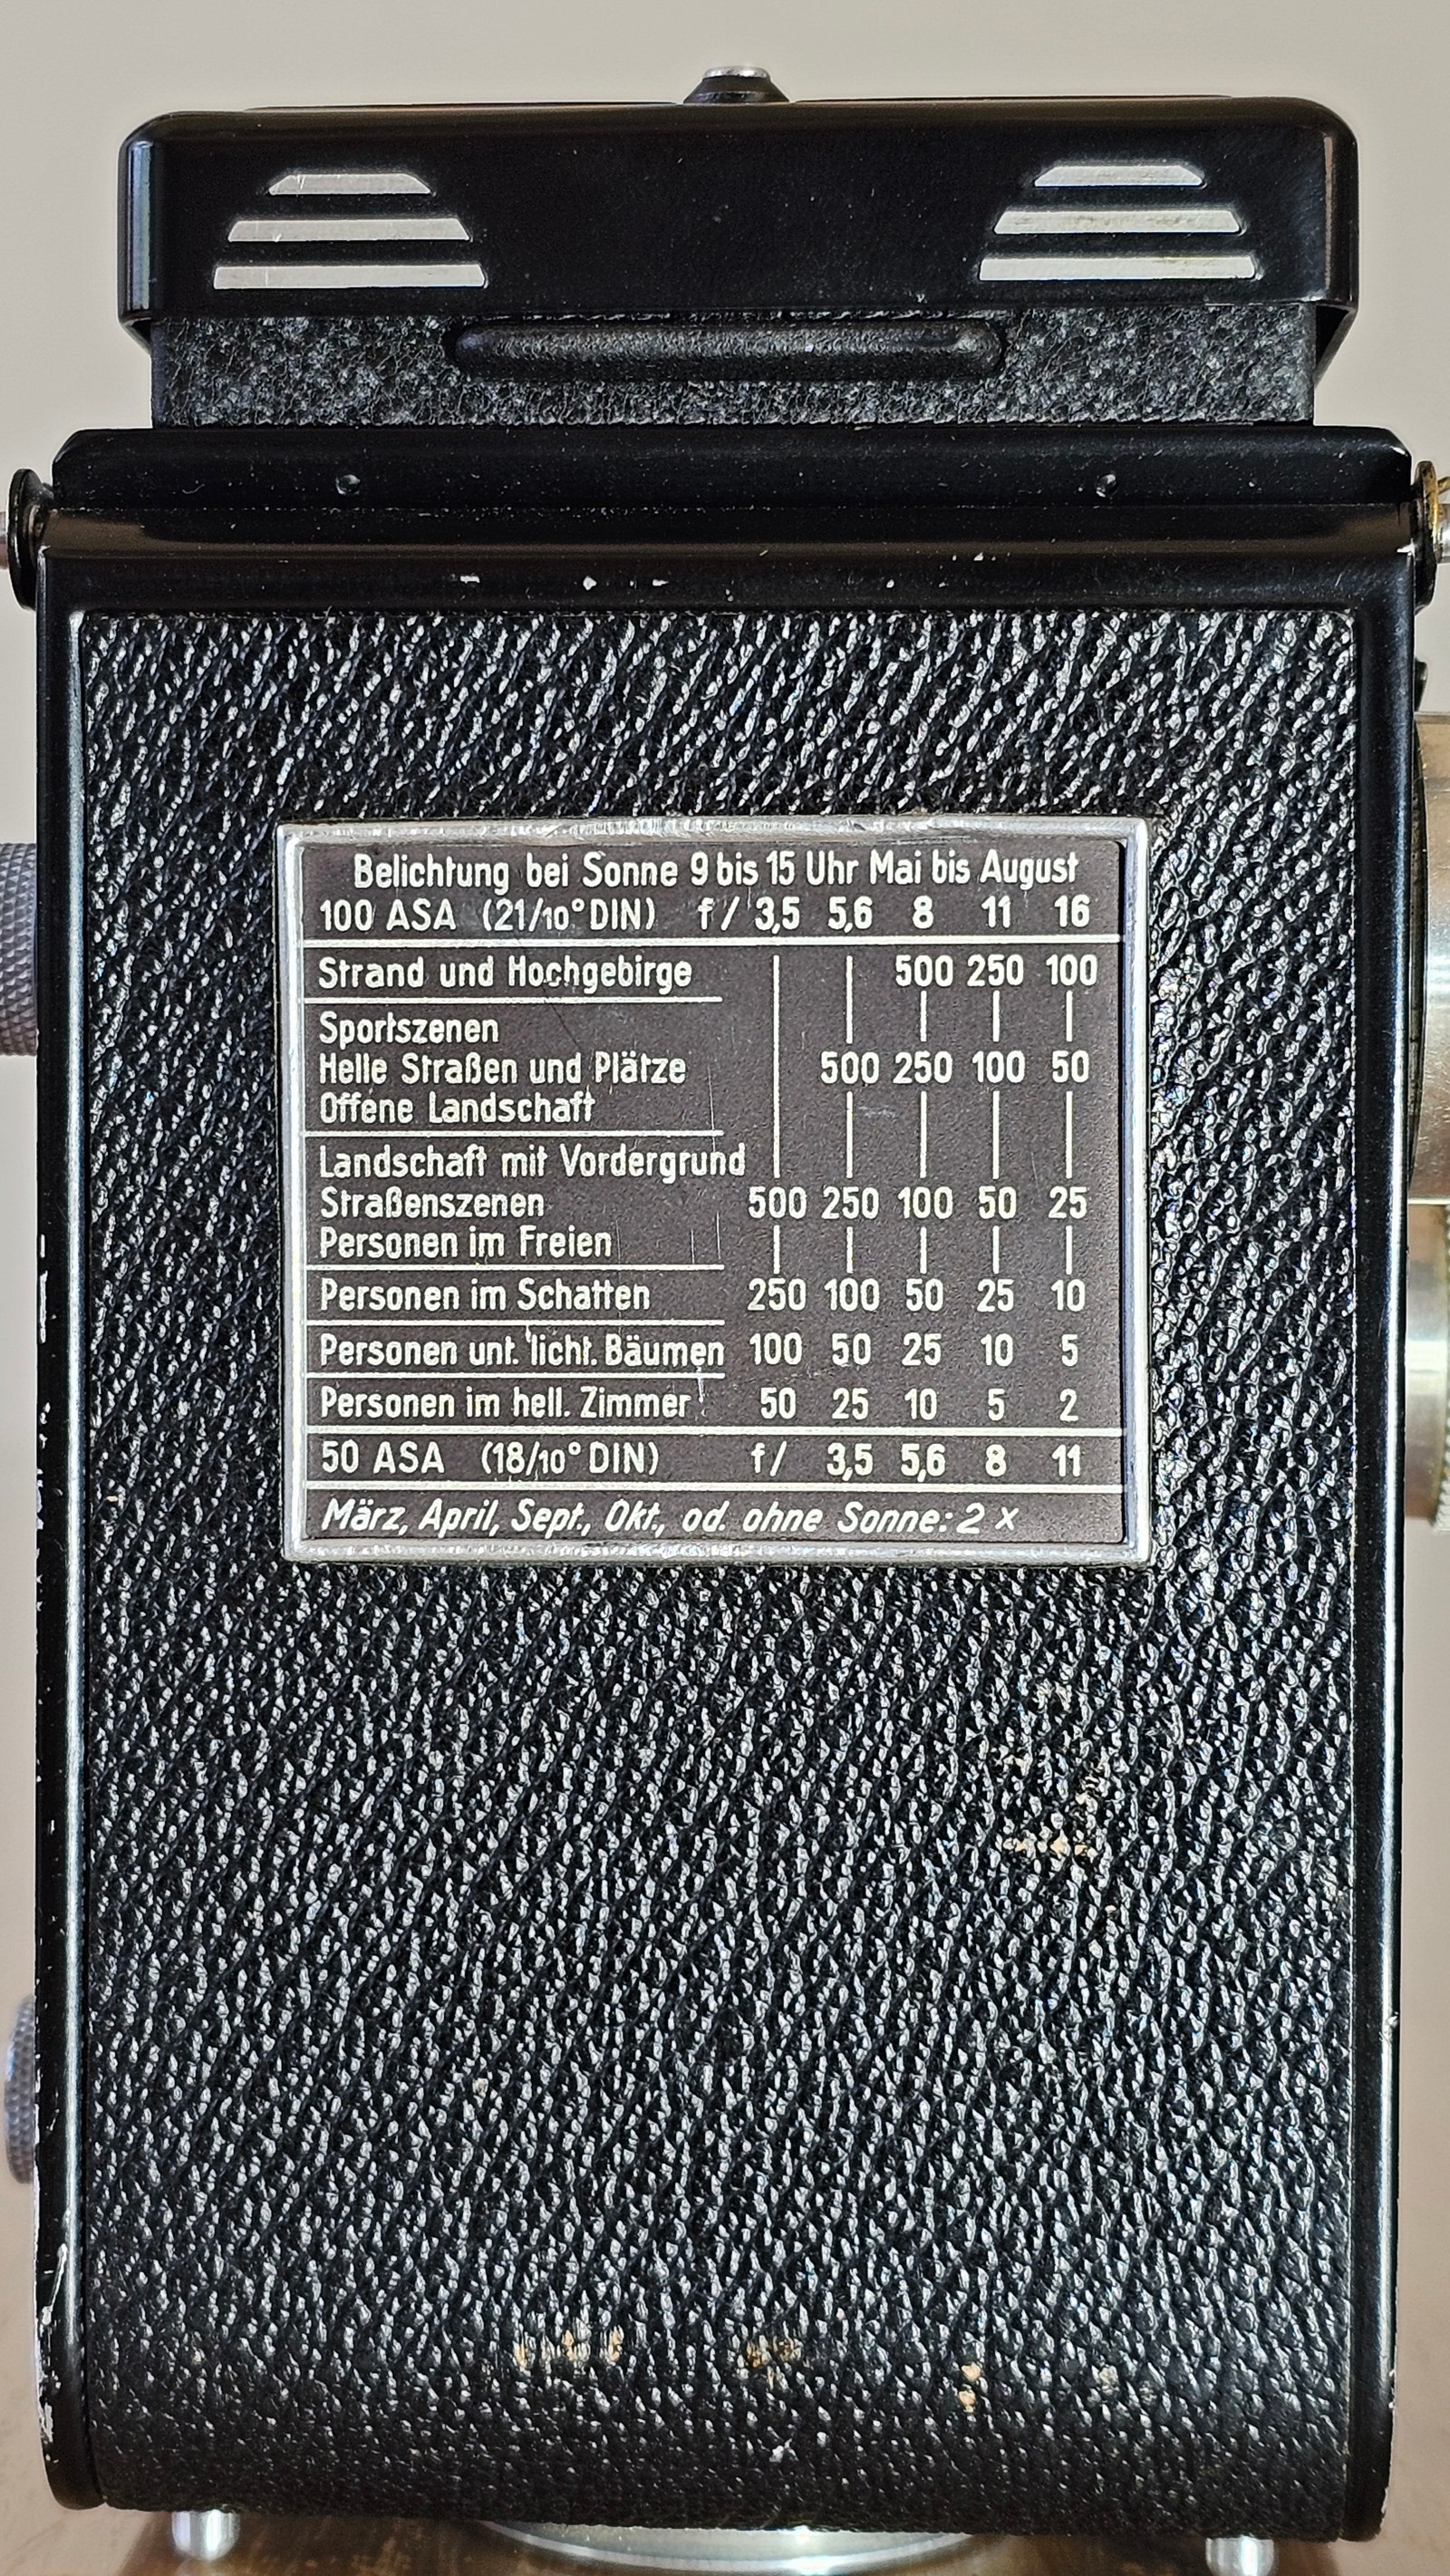 Belichtung bei Sonne 9 bis 15 Uhr Mai bis August
100 ASA (21/10° DIN) f/ 3,5 5,6 8 11 16
Strand und Hochgebirge 500 250 100
Sportszenen
Helle Straßen und Plätze 500 250 100 50
Offene Landschaft
Landschaft mit Vordergrund
Straßenszenen 500 250 100 50 25
Personen im Freien
Personen im Schatten 250 100 50 25 10
Personen unt. licht. Bäumen 100 50 25 10 5
Personen im hell. Zimmer 50 25 10 5 2
50 ASA (18/10° DIN) f/ 3,5 5,6 8 11
März, April, Sept., Okt., od. ohne Sonne: 2 x